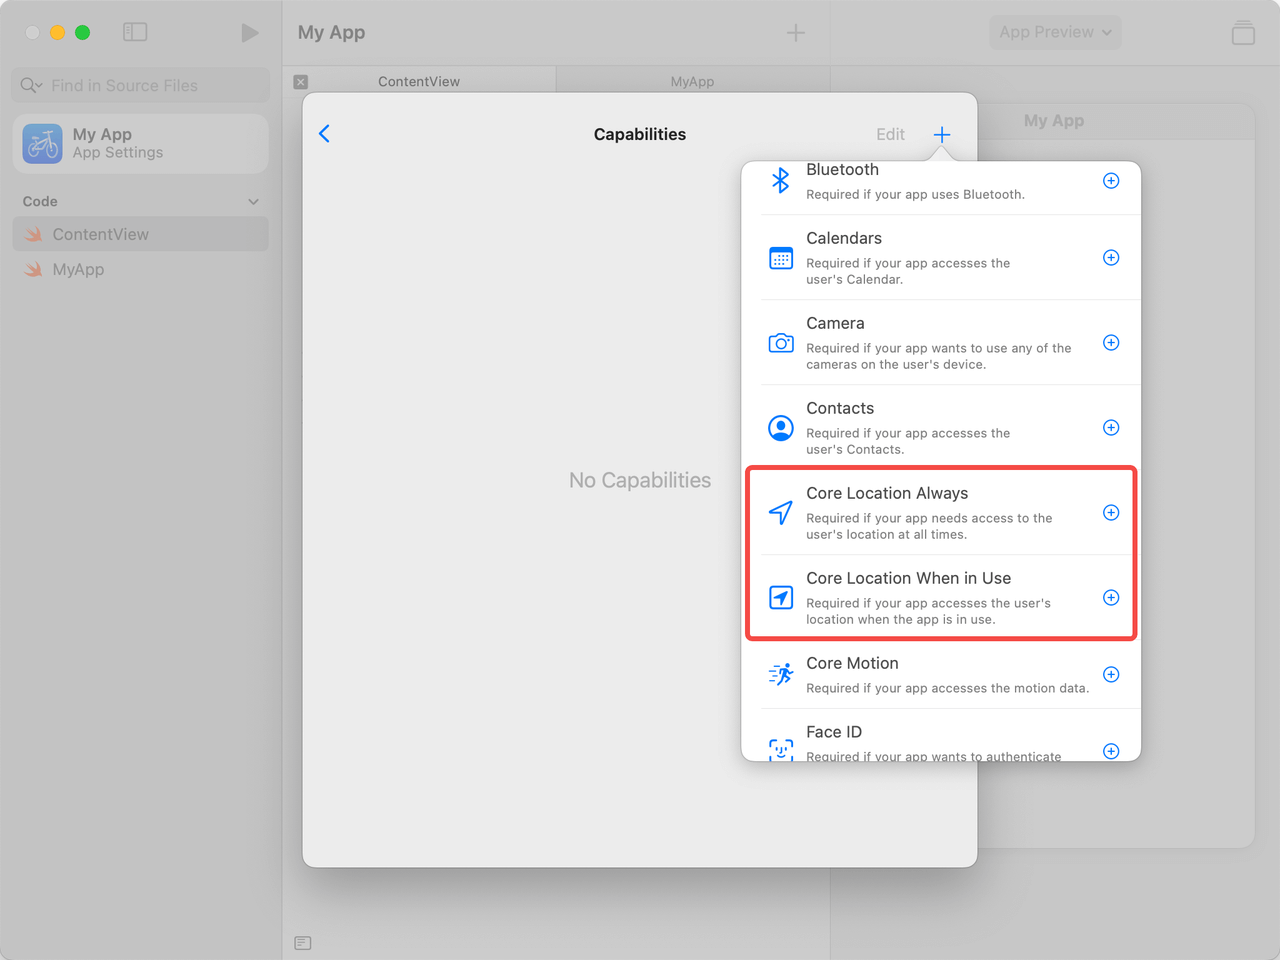 My App
App Preview
Find in Source Files
ContentView
MyApp
My App
App Settings
My App
Code
ContentView
MyApp
Capabilities
Edit
No Capabilities
Bluetooth
Required if your app uses Bluetooth.
Calendars
Required if your app accesses the
user's Calendar.
Camera
Required if your app wants to use any of the
cameras on the user's device.
Contacts
Required if your app accesses the
user's Contacts.
Core Location Always
Required if your app needs access to the
user's location at all times.
Core Location When in Use
Required if your app accesses the user's
location when the app is in use.
Core Motion
Required if your app accesses the motion data.
Face ID
Required if your app wants to authenticate